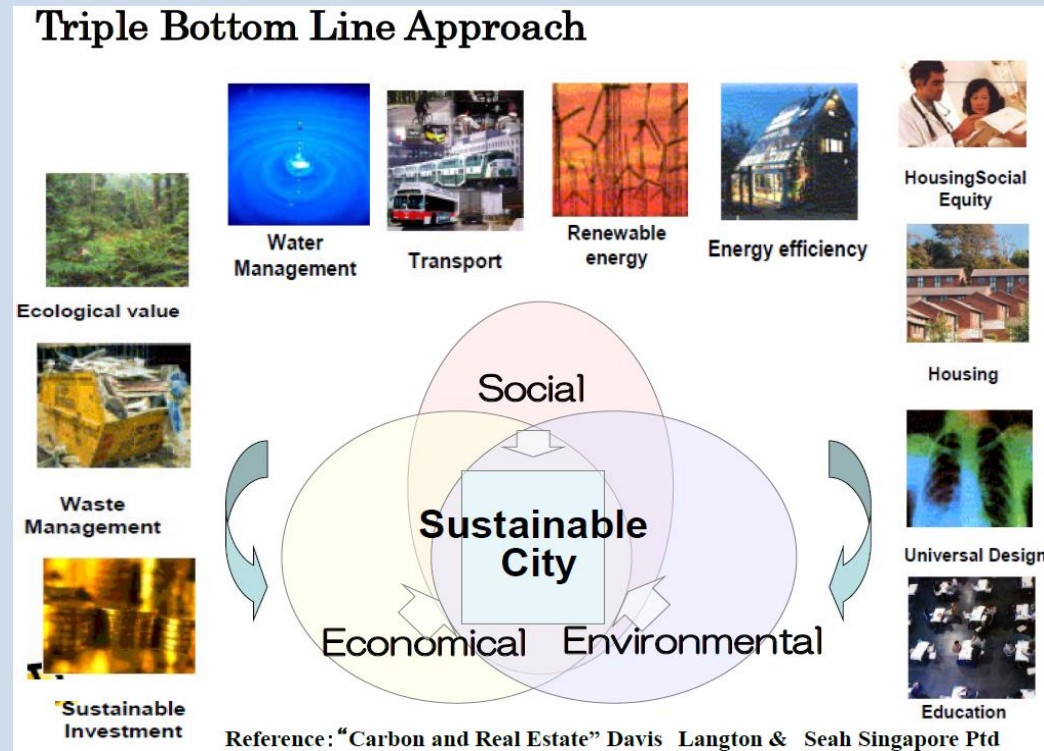 Triple Bottom Line Approach
Water
Management
Transport
Renewable
energy
Energy efficiency
HousingSocial
Equity
Ecological value
Housing
Waste
Management
Universal Design
Sustainable
Investment
Education
Social
Sustainable
City
Economical
Environmental
Reference: “Carbon and Real Estate” Davis Langton & Seah Singapore Ptd